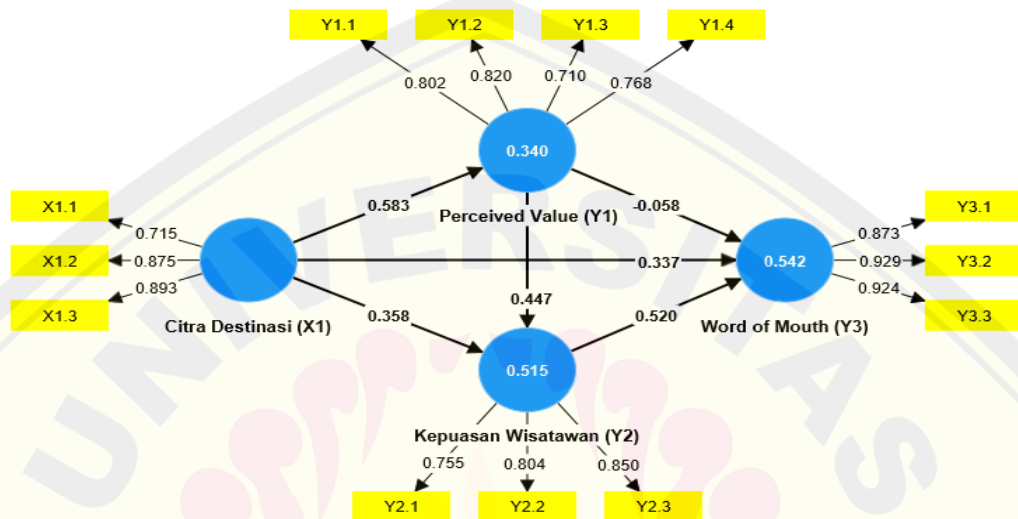 Y1.1 Y1.2 Y1.3 Y1.4
0.802 0.820 0.710 0.768
0.340
X1.1
0.715
X1.2
0.875
X1.3
0.893
0.583
Perceived Value (Y1)
-0.058
0.337
0.447
0.358
0.520
Citra Destinasi (X1)
0.542
Word of Mouth (Y3)
0.873
Y3.1
0.929
Y3.2
0.924
Y3.3
0.515
Kepuasan Wisatawan (Y2)
0.755 0.804 0.850
Y2.1 Y2.2 Y2.3
UNIVERSITAS